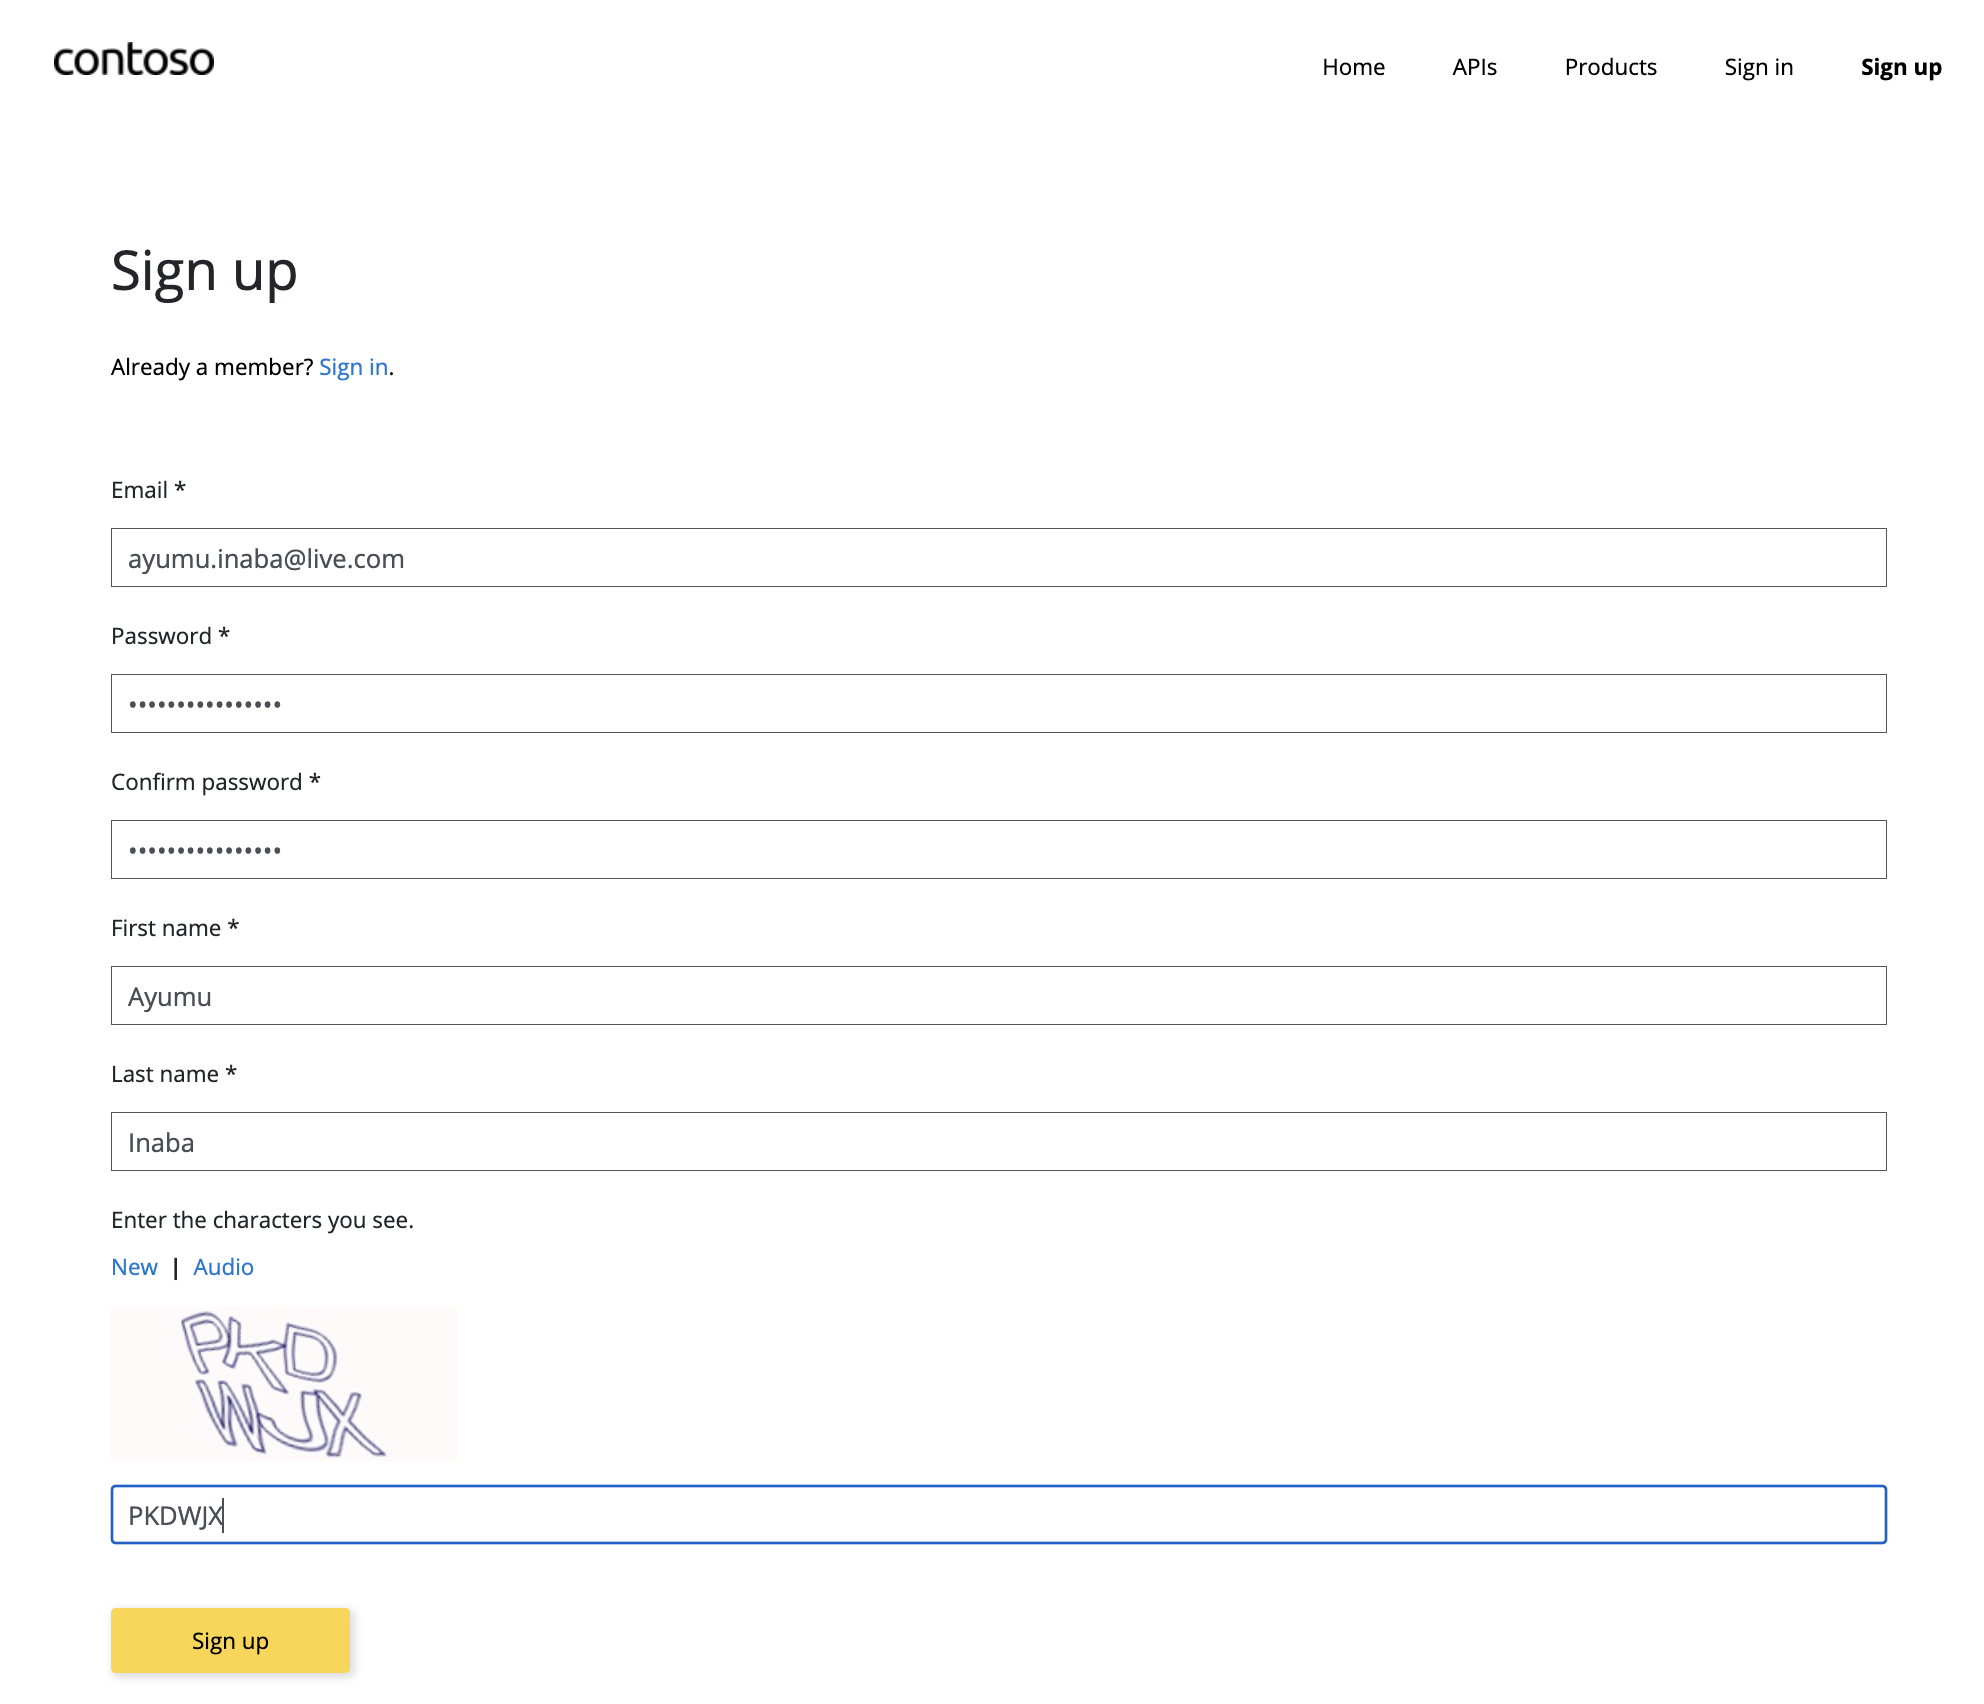 contoso
Home APIs Products Sign in Sign up
Sign up
Already a member? Sign in.
Email *
ayumu.inaba@live.com
Password *
••••••••••••••••
Confirm password *
••••••••••••••••
First name *
Ayumu
Last name *
Inaba
Enter the characters you see.
New | Audio
PKD
WJX
PKDWJX
Sign up